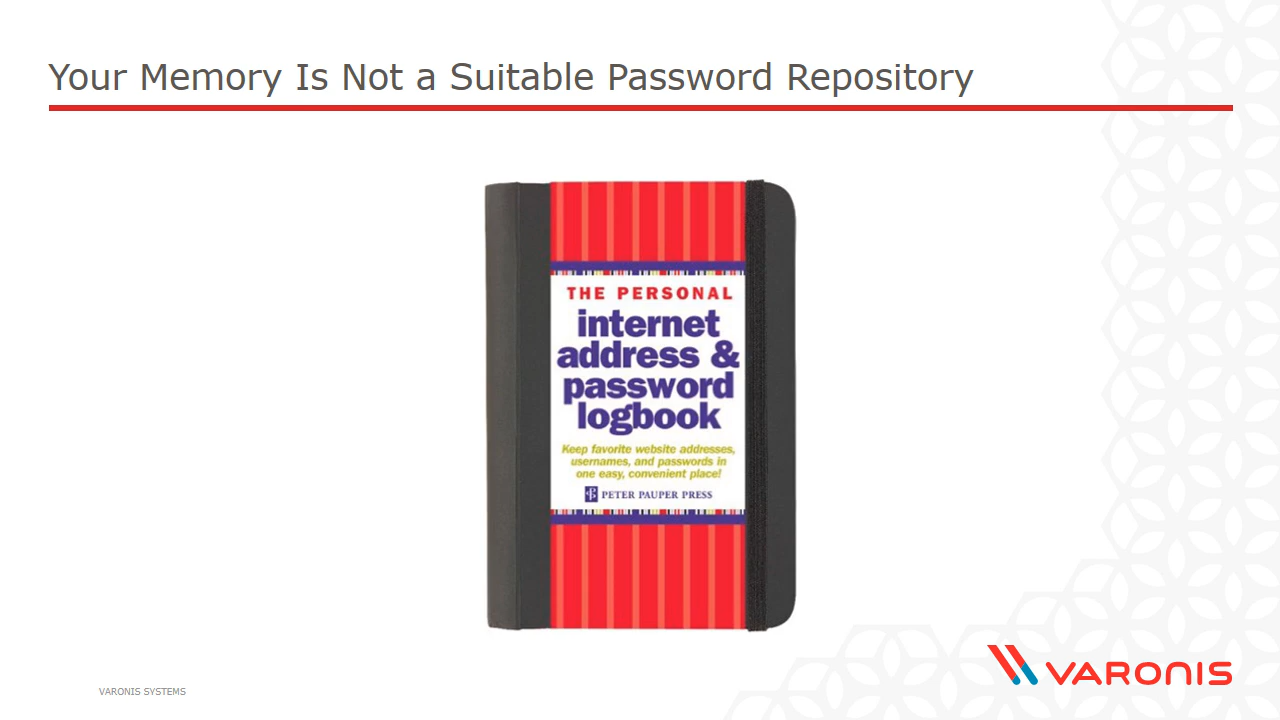 Your Memory Is Not a Suitable Password Repository
THE PERSONAL
internet
address &
password
logbook
Keep favorite website addresses,
usernames, and passwords in
one easy, convenient place!
PETER PAUPER PRESS
VARONIS
VARONIS SYSTEMS